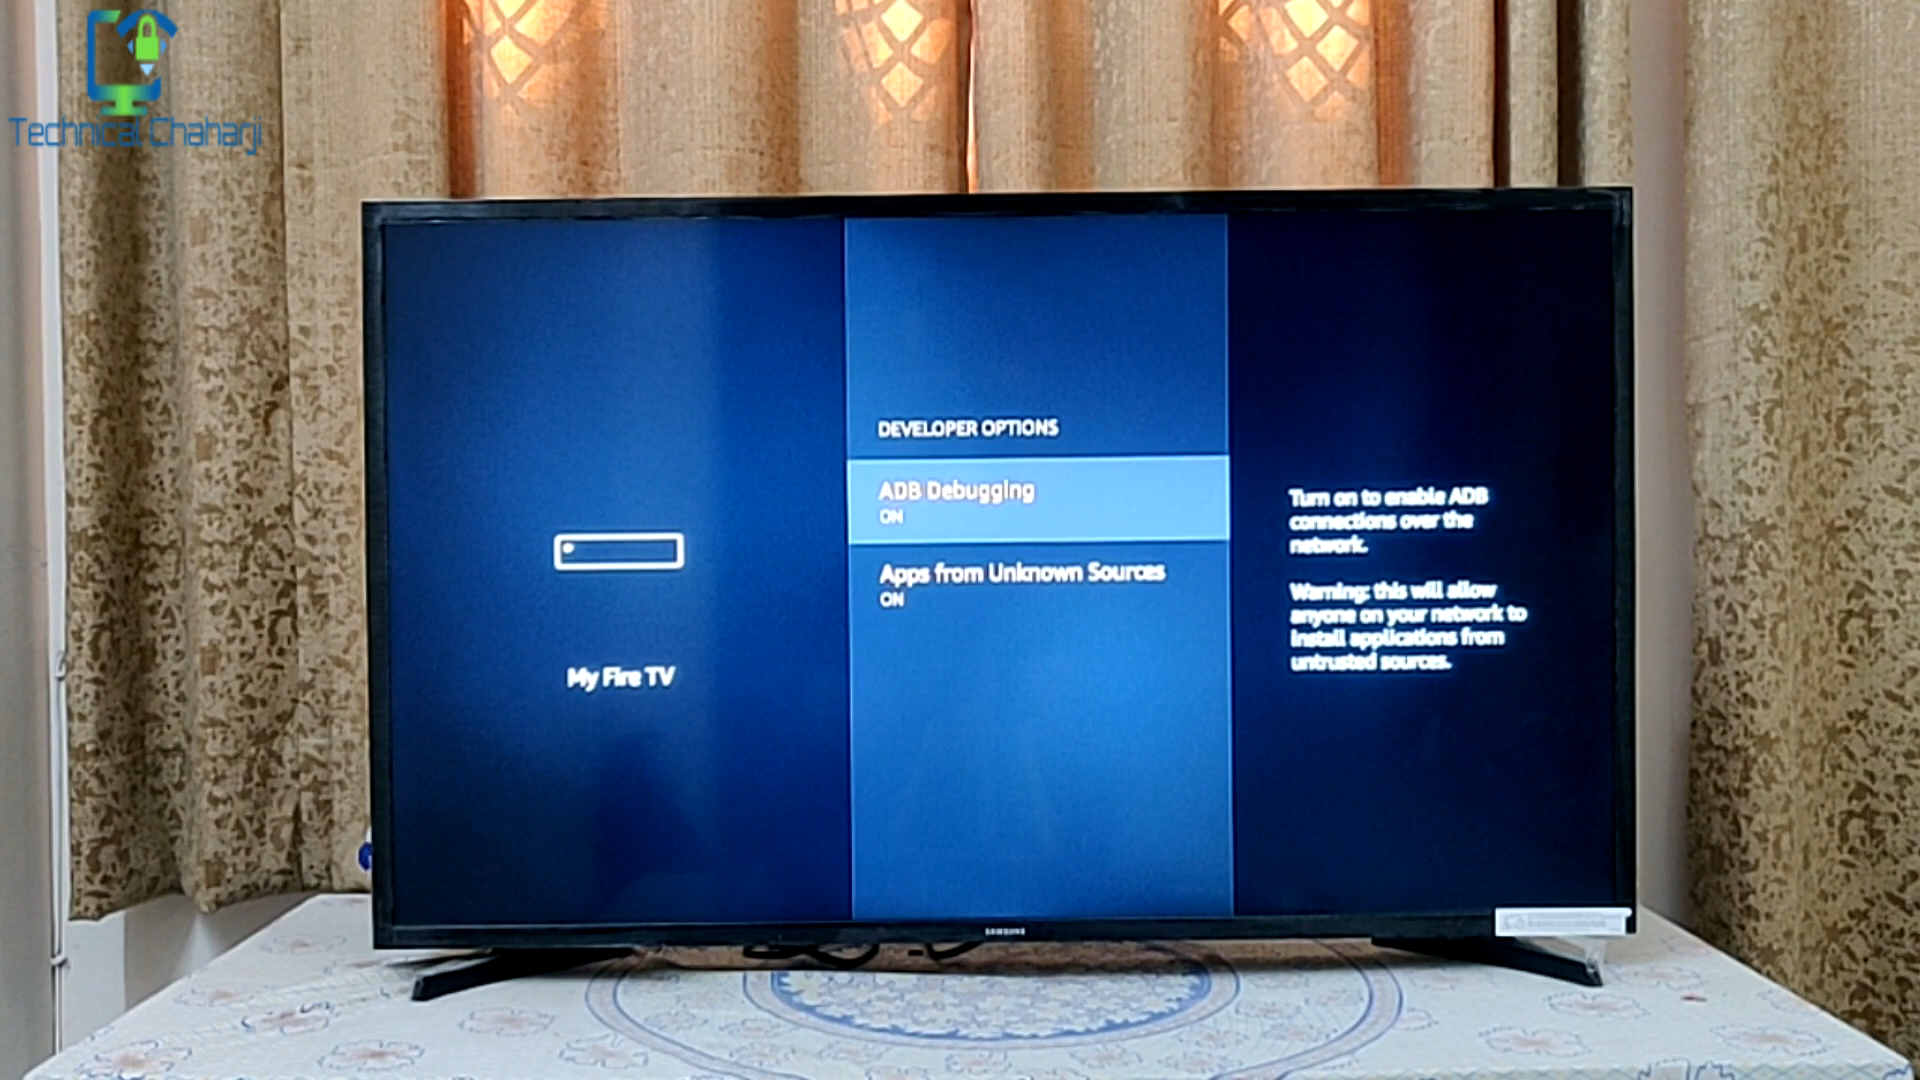 Technical Chaharji
DEVELOPER OPTIONS
ADB Debugging
ON
Apps from Unknown Sources
ON
My Fire TV
Turn on to enable ADB
connections over the
network.
Warning: this will allow
anyone on your network to
install applications from
untrusted sources.
SAMSUNG